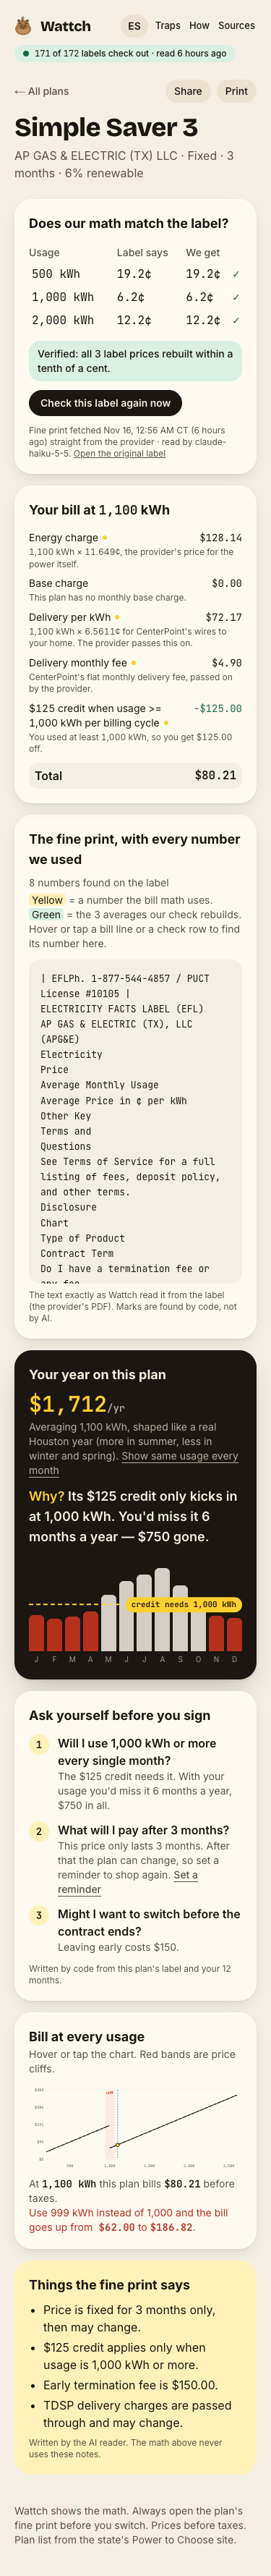 Wattch ES Traps How Sources
171 of 172 labels check out · read 6 hours ago
← All plans Share Print
Simple Saver 3
AP GAS & ELECTRIC (TX) LLC · Fixed · 3
months · 6% renewable
Does our math match the label?
Usage Label says We get
500 kWh 19.2¢ 19.2¢ ✓
1,000 kWh 6.2¢ 6.2¢ ✓
2,000 kWh 12.2¢ 12.2¢ ✓
Verified: all 3 label prices rebuilt within a
tenth of a cent.
Check this label again now
Fine print fetched Nov 16, 12:56 AM CT (6 hours
ago) straight from the provider · read by claude-
haiku-5-5. Open the original label
Your bill at 1,100 kWh
Energy charge $128.14
1,100 kWh × 11.649¢, the provider's price for the
power itself.
Base charge $0.00
This plan has no monthly base charge.
Delivery per kWh $72.17
1,100 kWh × 6.5611¢ for CenterPoint's wires to
your home. The provider passes this on.
Delivery monthly fee $4.90
CenterPoint's flat monthly delivery fee, passed on
by the provider.
$125 credit when usage >= -$125.00
1,000 kWh per billing cycle
You used at least 1,000 kWh, so you get $125.00
off.
Total $80.21
The fine print, with every number
we used
8 numbers found on the label
Yellow = a number the bill math uses.
Green = the 3 averages our check rebuilds.
Hover or tap a bill line or a check row to find
its number here.
| EFLPh. 1-877-544-4857 / PUCT
License #10105 |
ELECTRICITY FACTS LABEL (EFL)
AP GAS & ELECTRIC (TX), LLC
(APG&E)
Electricity
Price
Average Monthly Usage
Average Price in ¢ per kWh
Other Key
Terms and
Questions
See Terms of Service for a full
listing of fees, deposit policy,
and other terms.
Disclosure
Chart
Type of Product
Contract Term
Do I have a termination fee or
any fee
The text exactly as Wattch read it from the label
(the provider's PDF). Marks are found by code, not
by AI.
Your year on this plan
$1,712/yr
Averaging 1,100 kWh, shaped like a real
Houston year (more in summer, less in
winter and spring). Show same usage every
month
Why? Its $125 credit only kicks in
at 1,000 kWh. You'd miss it 6
months a year — $750 gone.
credit needs 1,000 kWh
J F M A M J J A S O N D
Ask yourself before you sign
1 Will I use 1,000 kWh or more
every single month?
The $125 credit needs it. With your
usage you'd miss it 6 months a year,
$750 in all.
2 What will I pay after 3 months?
This price only lasts 3 months. After
that the plan can change, so set a
reminder to shop again. Set a
reminder
3 Might I want to switch before the
contract ends?
Leaving early costs $150.
Written by code from this plan's label and your 12
months.
Bill at every usage
Hover or tap the chart. Red bands are price
cliffs.
$0
500 1,000 1,500 2,000 2,500
At 1,100 kWh this plan bills $80.21 before
taxes.
Use 999 kWh instead of 1,000 and the bill
goes up from $62.00 to $186.82.
Things the fine print says
• Price is fixed for 3 months only,
then may change.
• $125 credit applies only when
usage is 1,000 kWh or more.
• Early termination fee is $150.00.
• TDSP delivery charges are passed
through and may change.
Written by the AI reader. The math above never
uses these notes.
Wattch shows the math. Always open the plan's
fine print before you switch. Prices before taxes.
Plan list from the state's Power to Choose site.